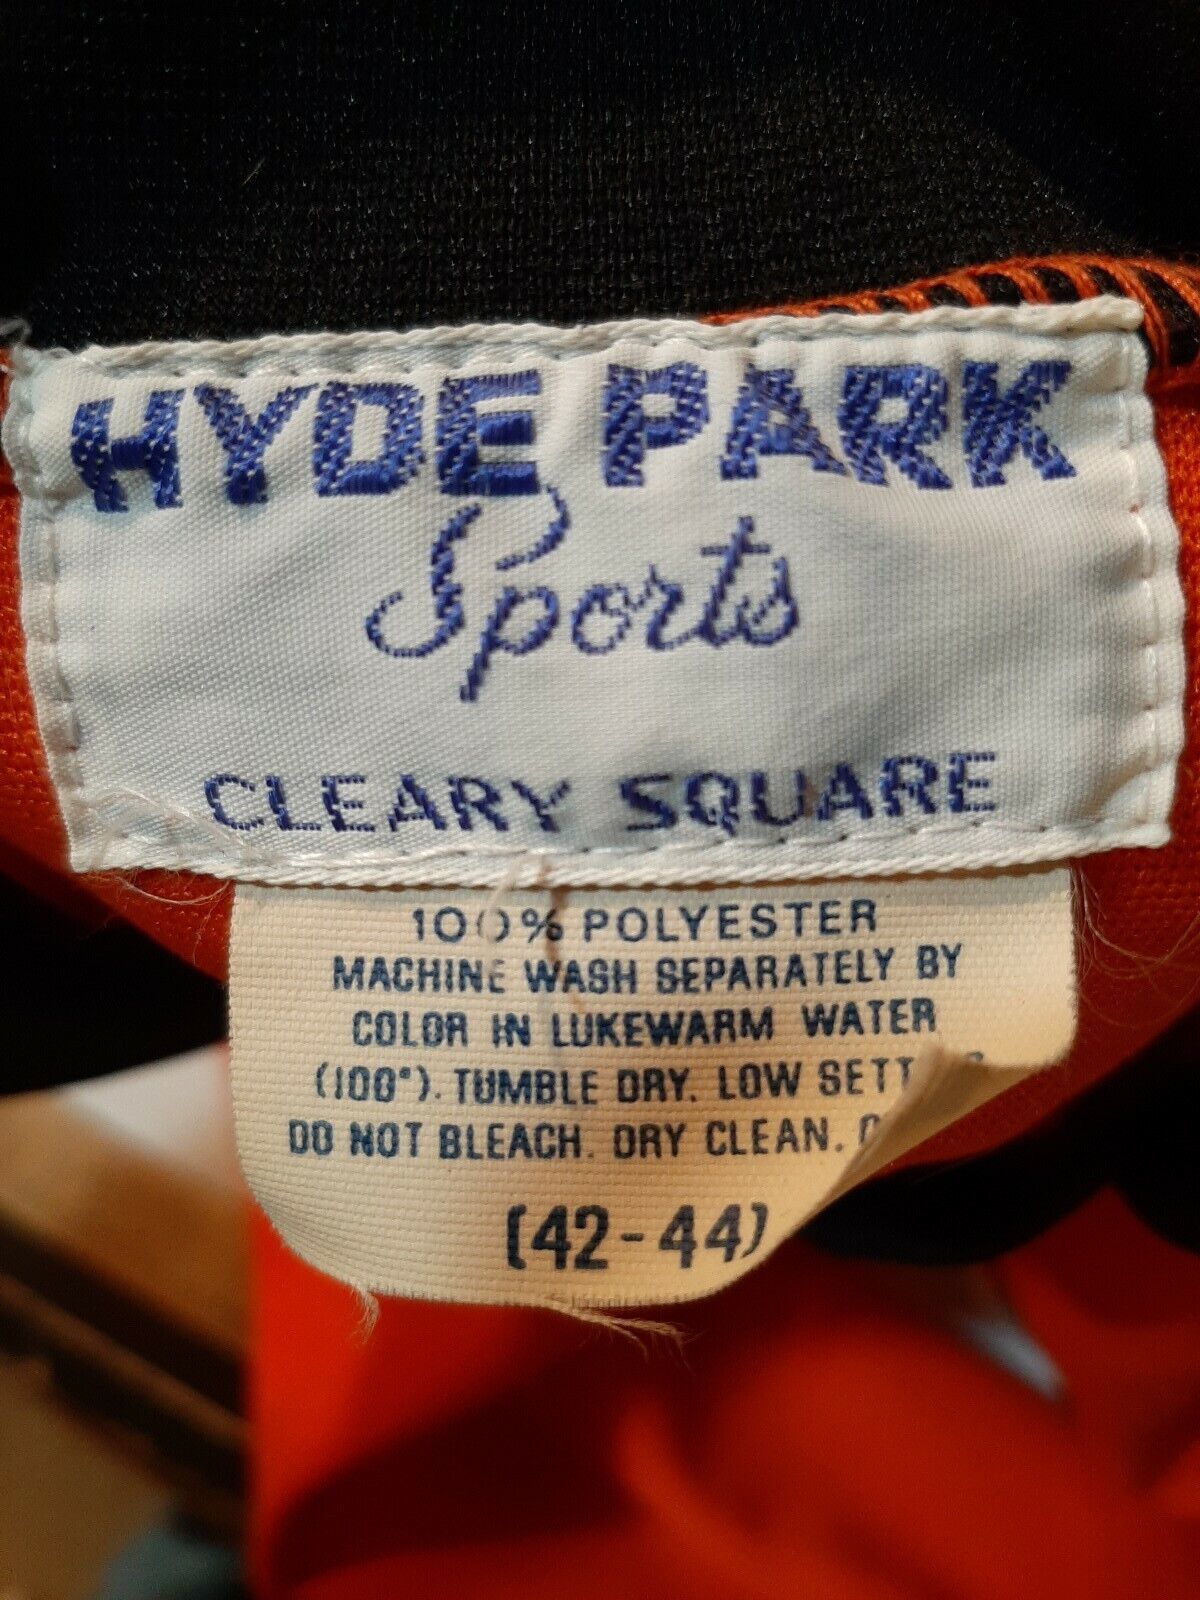 HYDE PARK
Sports
CLEARY SQUARE
100% POLYESTER
MACHINE WASH SEPARATELY BY
COLOR IN LUKEWARM WATER
(100°). TUMBLE DRY. LOW
DO NOT BLEACH. DRY CLEAN.
(42-44)